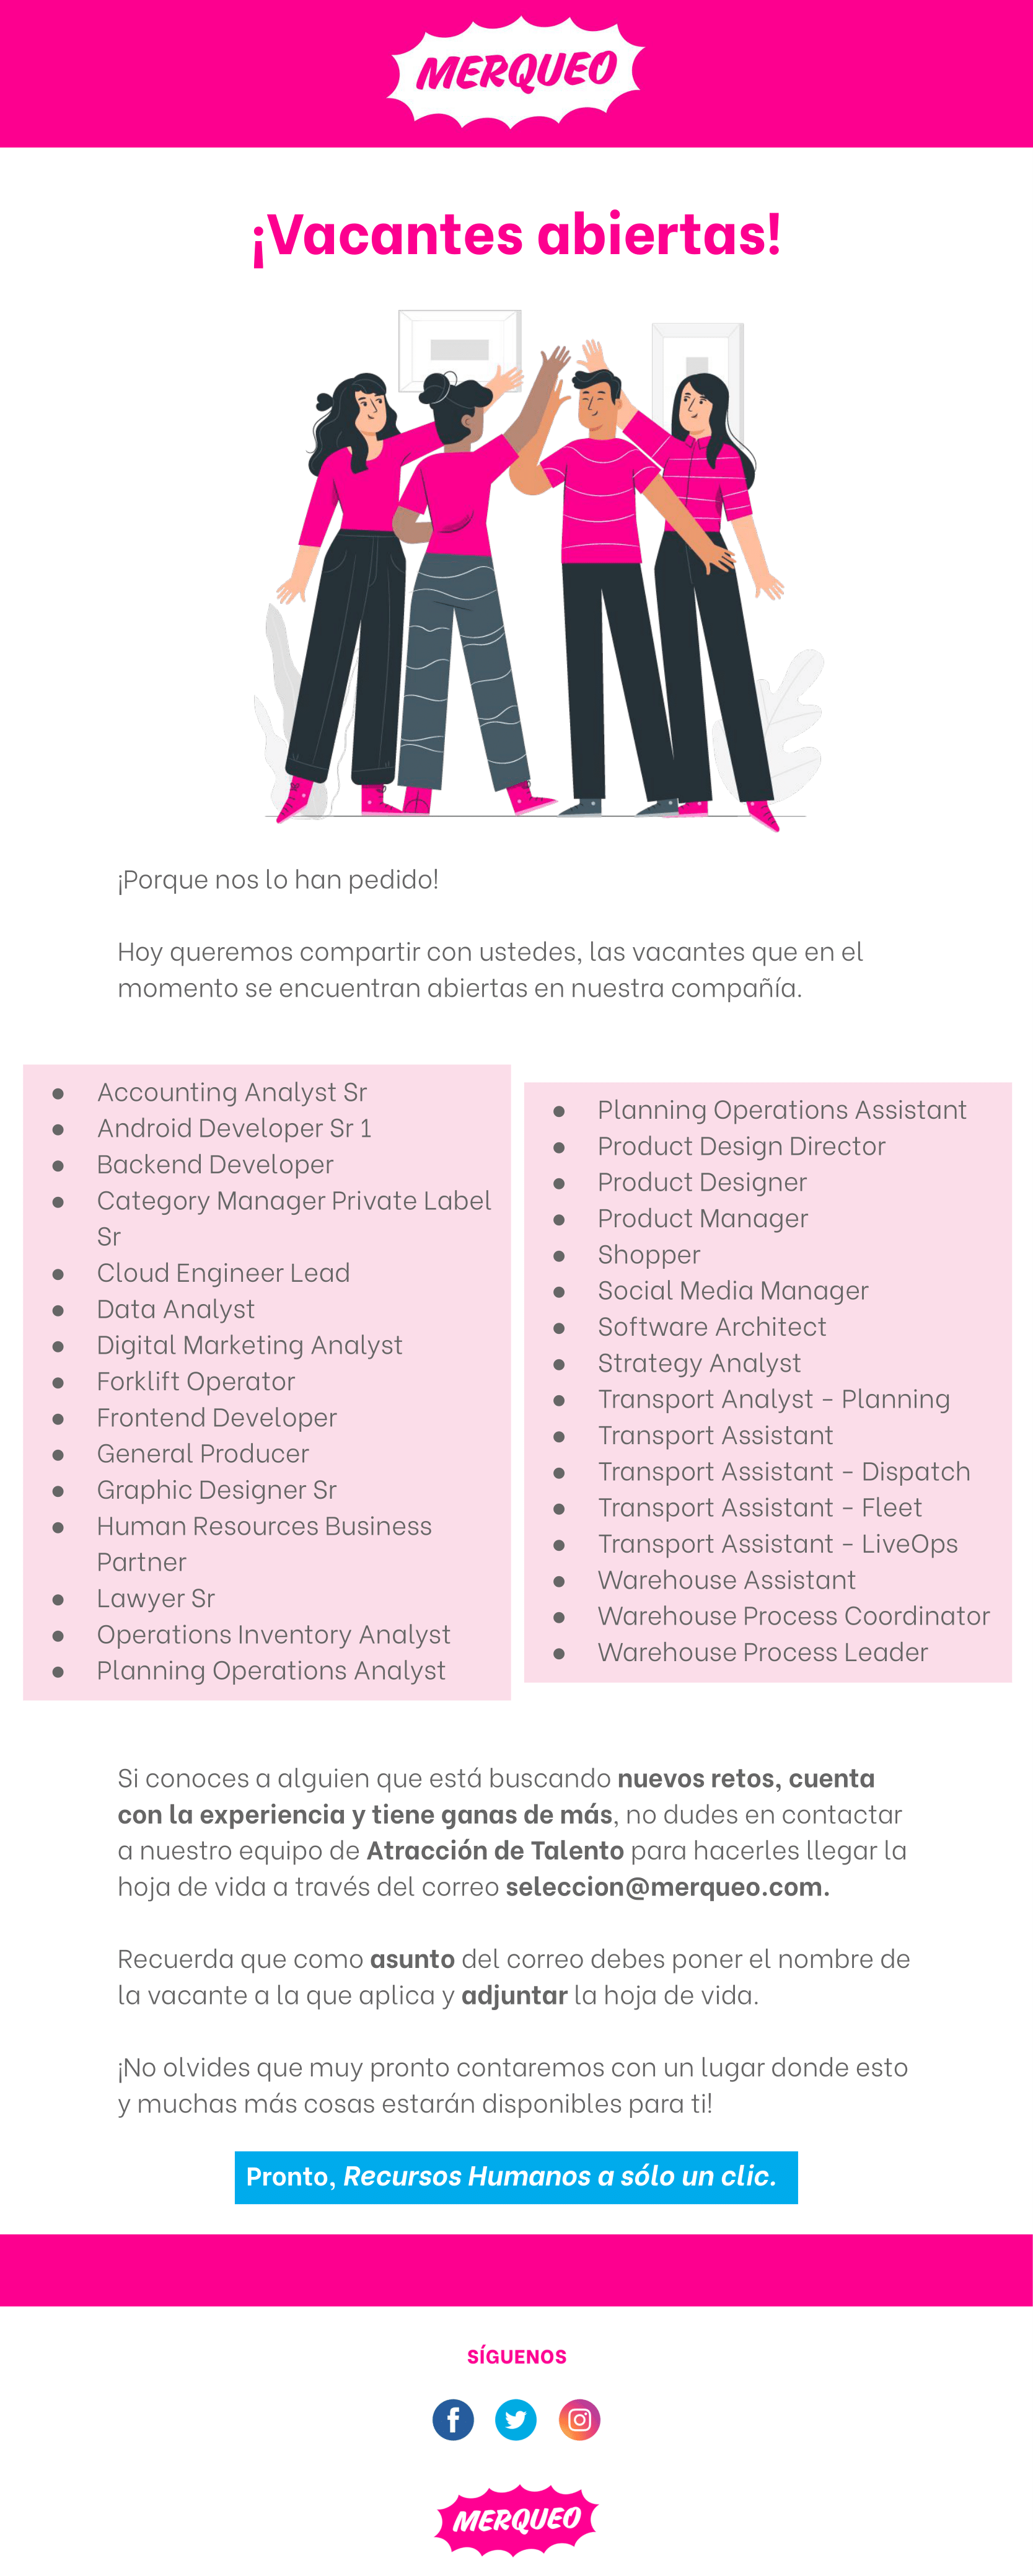 MERQUEO
¡Vacantes abiertas!
¡Porque nos lo han pedido!
Hoy queremos compartir con ustedes, las vacantes que en el
momento se encuentran abiertas en nuestra compañía.
● Accounting Analyst Sr
● Android Developer Sr 1
● Backend Developer
● Category Manager Private Label
Sr
● Cloud Engineer Lead
● Data Analyst
● Digital Marketing Analyst
● Forklift Operator
● Frontend Developer
● General Producer
● Graphic Designer Sr
● Human Resources Business
Partner
● Lawyer Sr
● Operations Inventory Analyst
● Planning Operations Analyst
● Planning Operations Assistant
● Product Design Director
● Product Designer
● Product Manager
● Shopper
● Social Media Manager
● Software Architect
● Strategy Analyst
● Transport Analyst - Planning
● Transport Assistant
● Transport Assistant - Dispatch
● Transport Assistant - Fleet
● Transport Assistant - LiveOps
● Warehouse Assistant
● Warehouse Process Coordinator
● Warehouse Process Leader
Si conoces a alguien que está buscando nuevos retos, cuenta
con la experiencia y tiene ganas de más, no dudes en contactar
a nuestro equipo de Atracción de Talento para hacerles llegar la
hoja de vida a través del correo seleccion@merqueo.com.
Recuerda que como asunto del correo debes poner el nombre de
la vacante a la que aplica y adjuntar la hoja de vida.
¡No olvides que muy pronto contaremos con un lugar donde esto
y muchas más cosas estarán disponibles para ti!
Pronto, Recursos Humanos a sólo un clic.
SÍGUENOS
MERQUEO